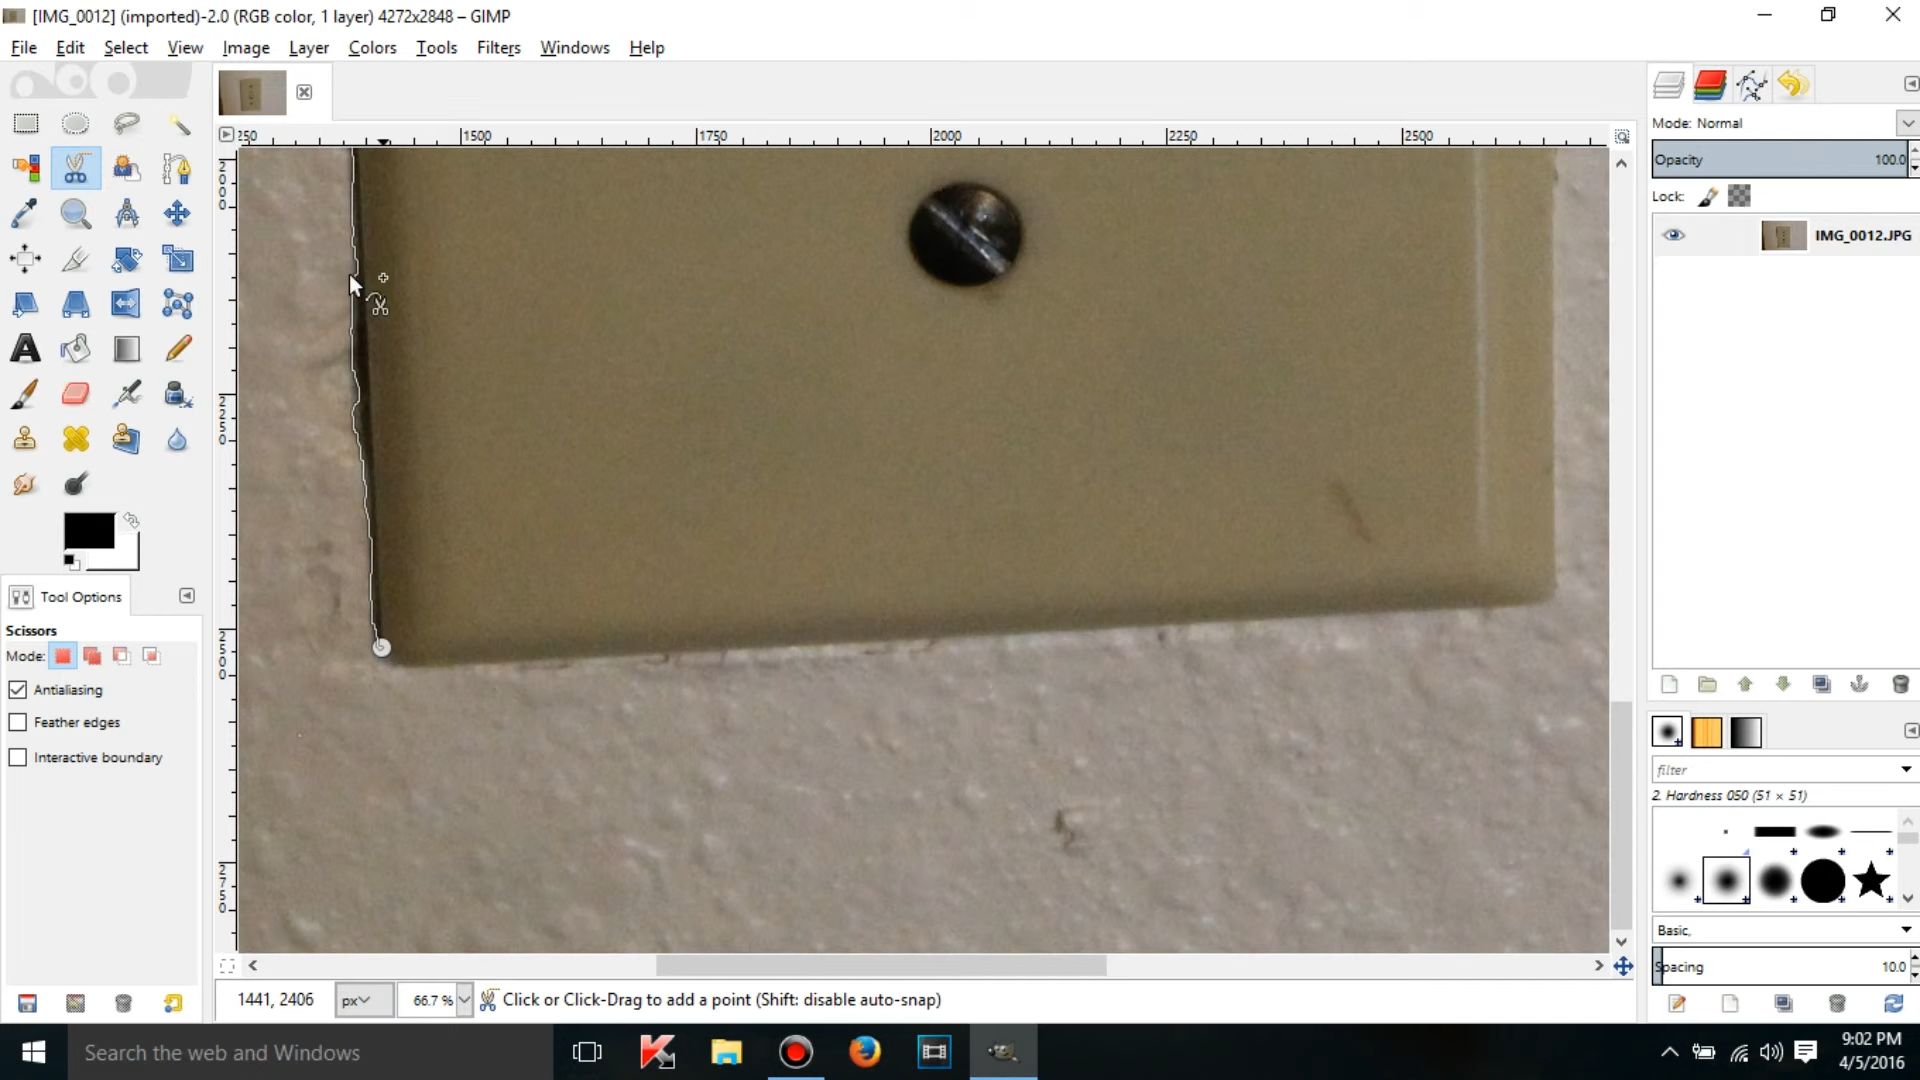 [IMG_0012] (imported)-2.0 (RGB color, 1 layer) 4272x2848 – GIMP
File Edit Select View Image Layer Colors Tools Filters Windows Help
250 1500 1750 2000 2250 2500
2000
2250
2500
2750
Mode: Normal
Opacity 100.0
Lock:
IMG_0012.JPG
Tool Options
Scissors
Mode:
Antialiasing
Feather edges
Interactive boundary
filter
2. Hardness 050 (51 × 51)
Basic,
Spacing 10.0
1441, 2406 px 66.7 % Click or Click-Drag to add a point (Shift: disable auto-snap)
Search the web and Windows
9:02 PM
4/5/2016